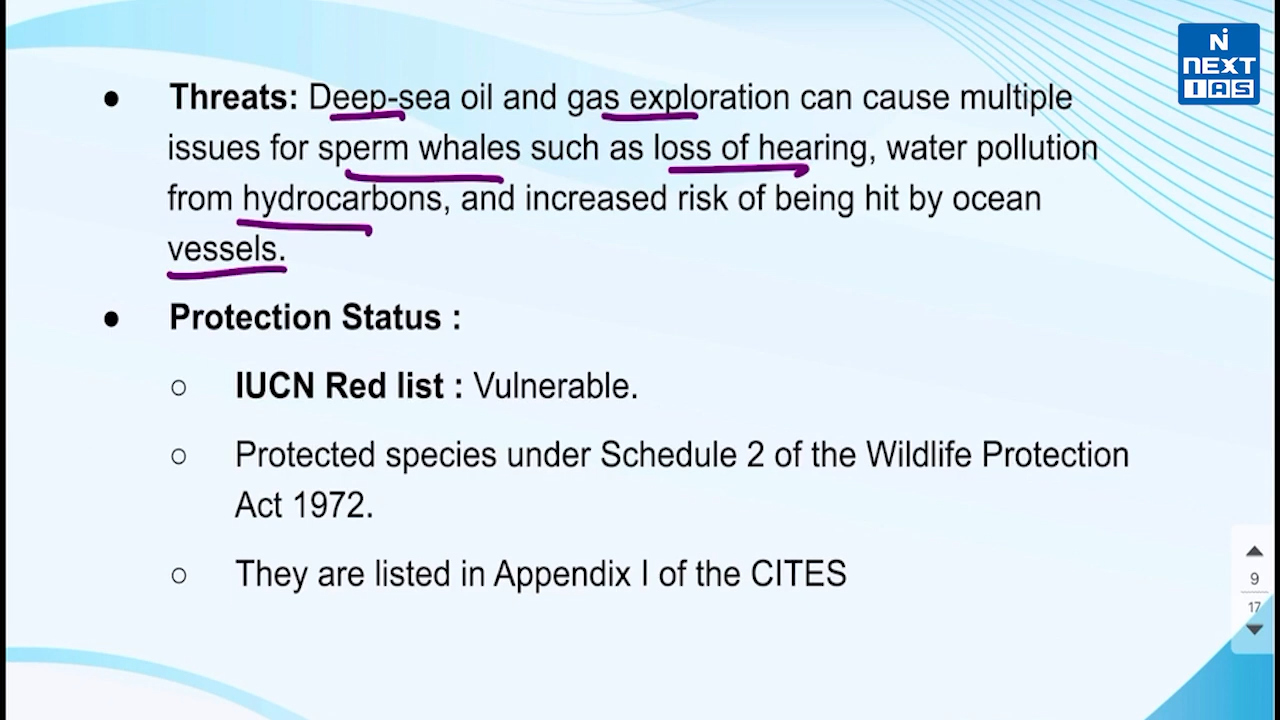 ● Threats: Deep-sea oil and gas exploration can cause multiple
issues for sperm whales such as loss of hearing, water pollution
from hydrocarbons, and increased risk of being hit by ocean
vessels.
● Protection Status :
○ IUCN Red list : Vulnerable.
○ Protected species under Schedule 2 of the Wildlife Protection
Act 1972.
○ They are listed in Appendix I of the CITES
N
NEXT
IAS
9
17